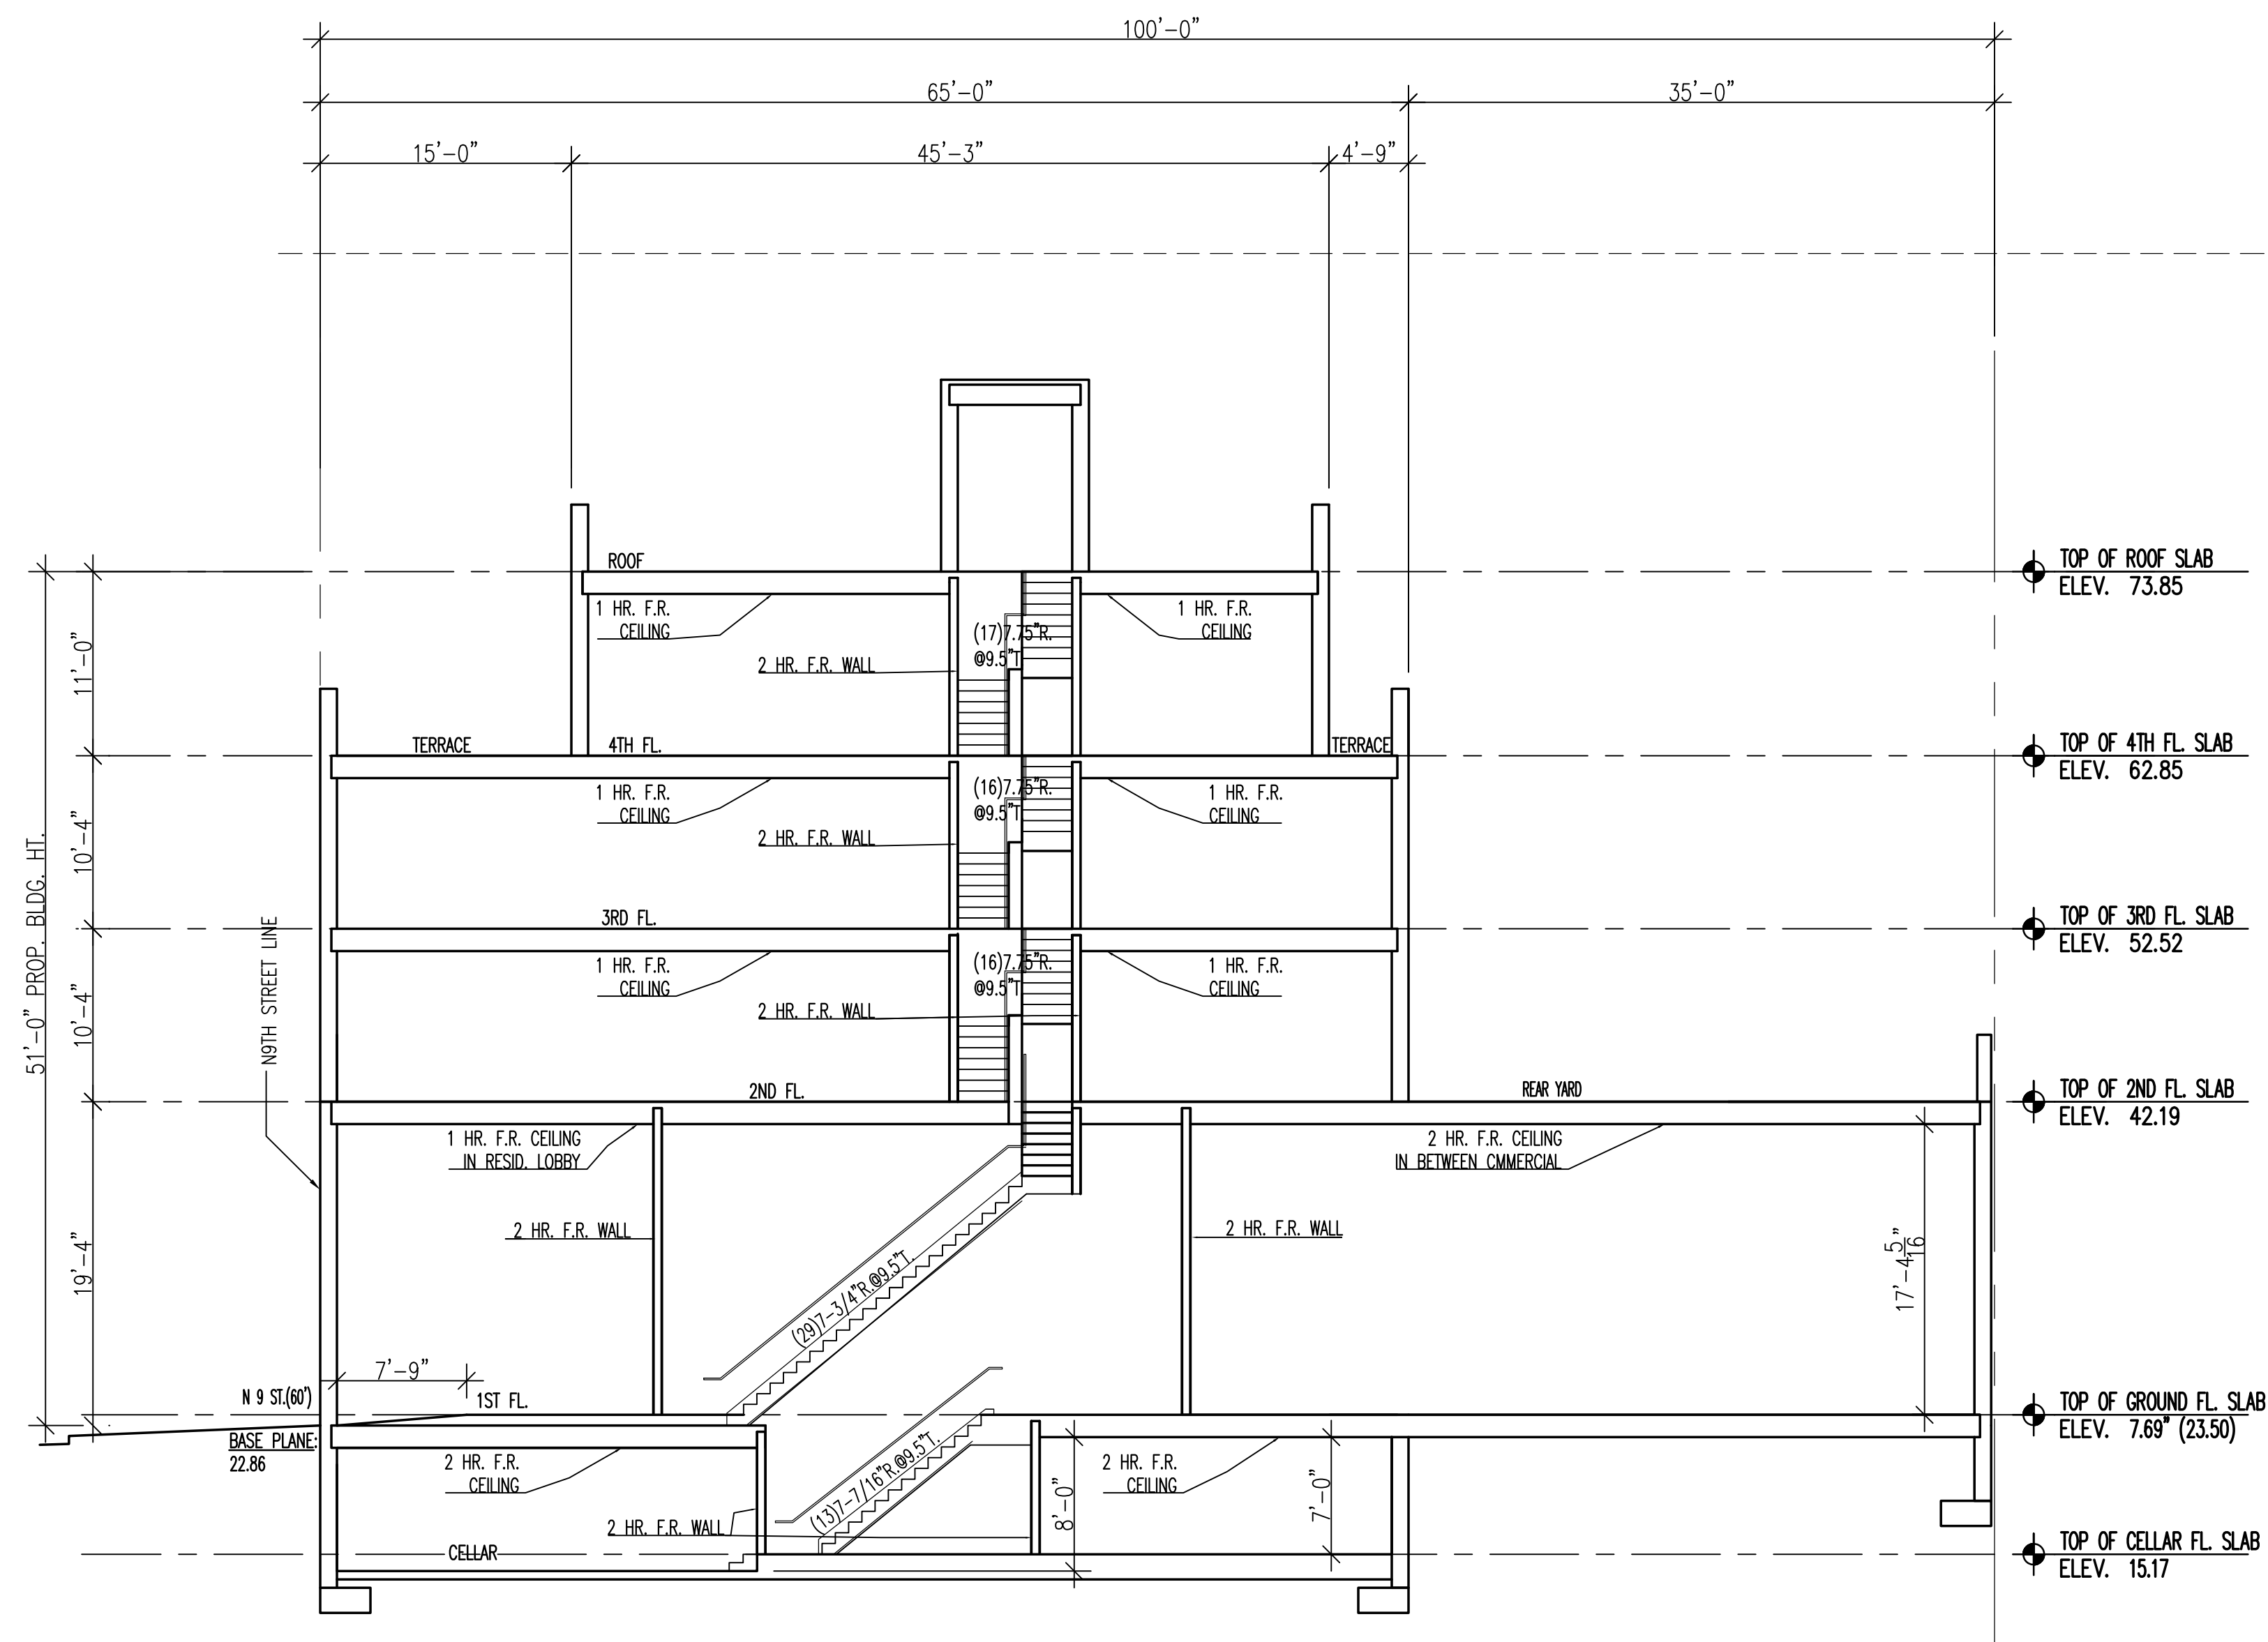 100'-0"
65'-0"
35'-0"
15'-0"
45'-3"
4'-9"
ROOF
TOP OF ROOF SLAB
ELEV. 73.85
1 HR. F.R.
CEILING
1 HR. F.R.
CEILING
(17)7.75"R.
@9.5"T
2 HR. F.R. WALL
11'-0"
TERRACE
4TH FL.
TERRACE
TOP OF 4TH FL. SLAB
ELEV. 62.85
1 HR. F.R.
CEILING
(16)7.75"R.
@9.5"T
1 HR. F.R.
CEILING
2 HR. F.R. WALL
10'-4"
51'-0" PROP. BLDG. HT.
3RD FL.
TOP OF 3RD FL. SLAB
ELEV. 52.52
N9TH STREET LINE
1 HR. F.R.
CEILING
(16)7.75"R.
@9.5"T
1 HR. F.R.
CEILING
2 HR. F.R. WALL
10'-4"
2ND FL.
REAR YARD
TOP OF 2ND FL. SLAB
ELEV. 42.19
1 HR. F.R. CEILING
IN RESID. LOBBY
2 HR. F.R. CEILING
IN BETWEEN CMMERCIAL
2 HR. F.R. WALL
2 HR. F.R. WALL
19'-4"
17'-4 5/16"
(29)7-3/4"R.@9.5"T.
7'-9"
N 9 ST.(60')
1ST FL.
TOP OF GROUND FL. SLAB
ELEV. 7.69" (23.50)
BASE PLANE:
22.86
2 HR. F.R.
CEILING
(13)7-7/16"R.@9.5"T.
2 HR. F.R.
CEILING
8'-0"
7'-0"
2 HR. F.R. WALL
CELLAR
TOP OF CELLAR FL. SLAB
ELEV. 15.17